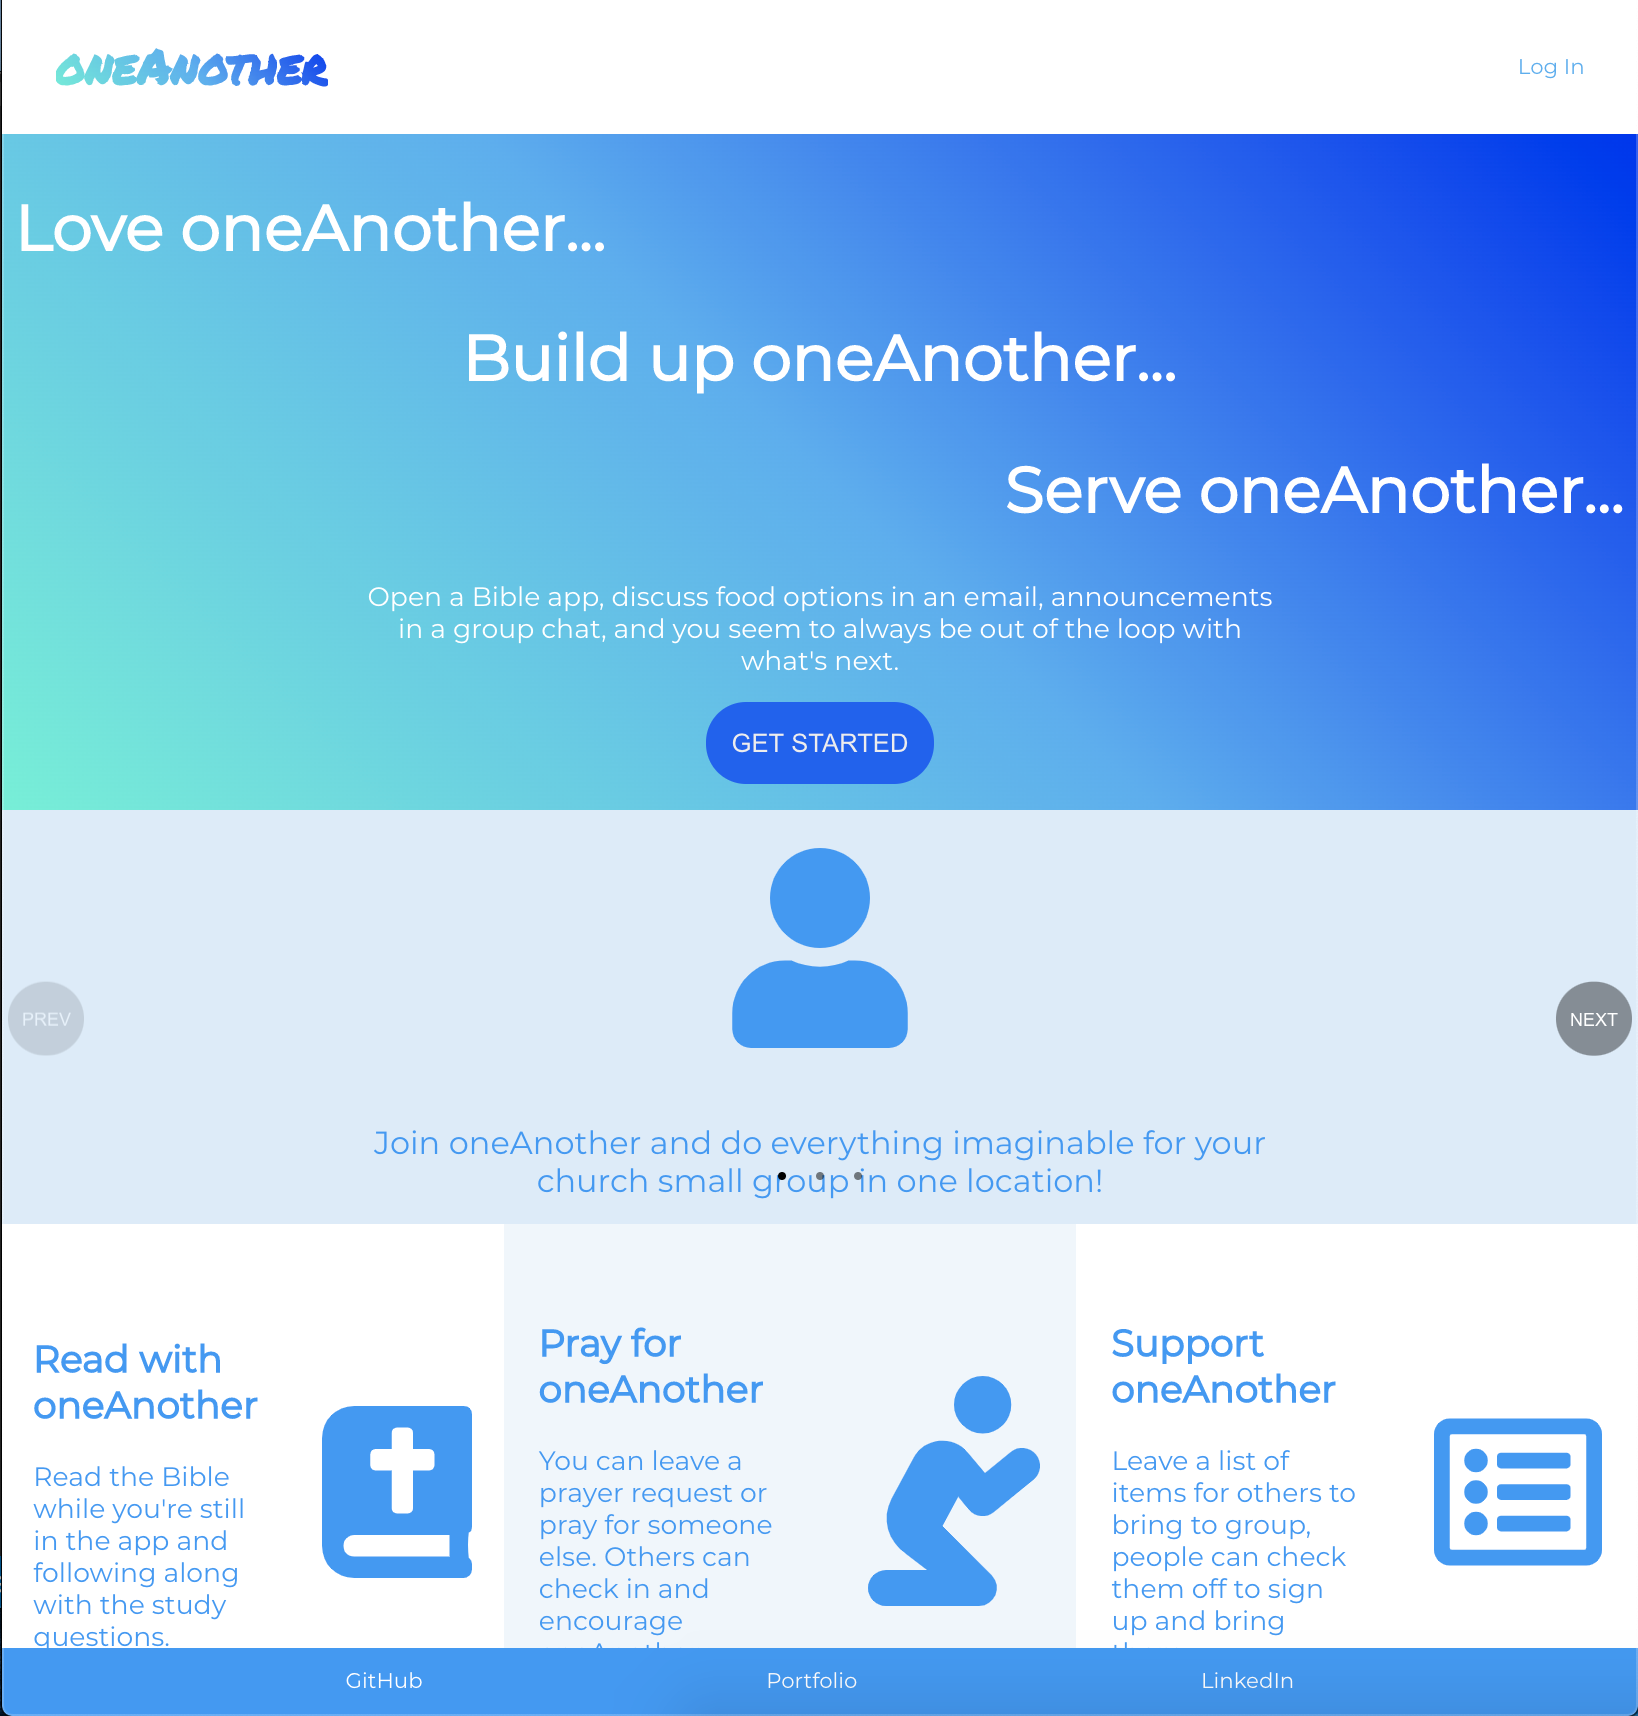 oneAnother
Log In
Love oneAnother...
Build up oneAnother...
Serve oneAnother...
Open a Bible app, discuss food options in an email, announcements
in a group chat, and you seem to always be out of the loop with
what's next.
GET STARTED
PREV
NEXT
Join oneAnother and do everything imaginable for your
church small group in one location!
Read with
oneAnother
Read the Bible
while you're still
in the app and
following along
with the study
questions.
Pray for
oneAnother
You can leave a
prayer request or
pray for someone
else. Others can
check in and
encourage
Support
oneAnother
Leave a list of
items for others to
bring to group,
people can check
them off to sign
up and bring
GitHub
Portfolio
LinkedIn